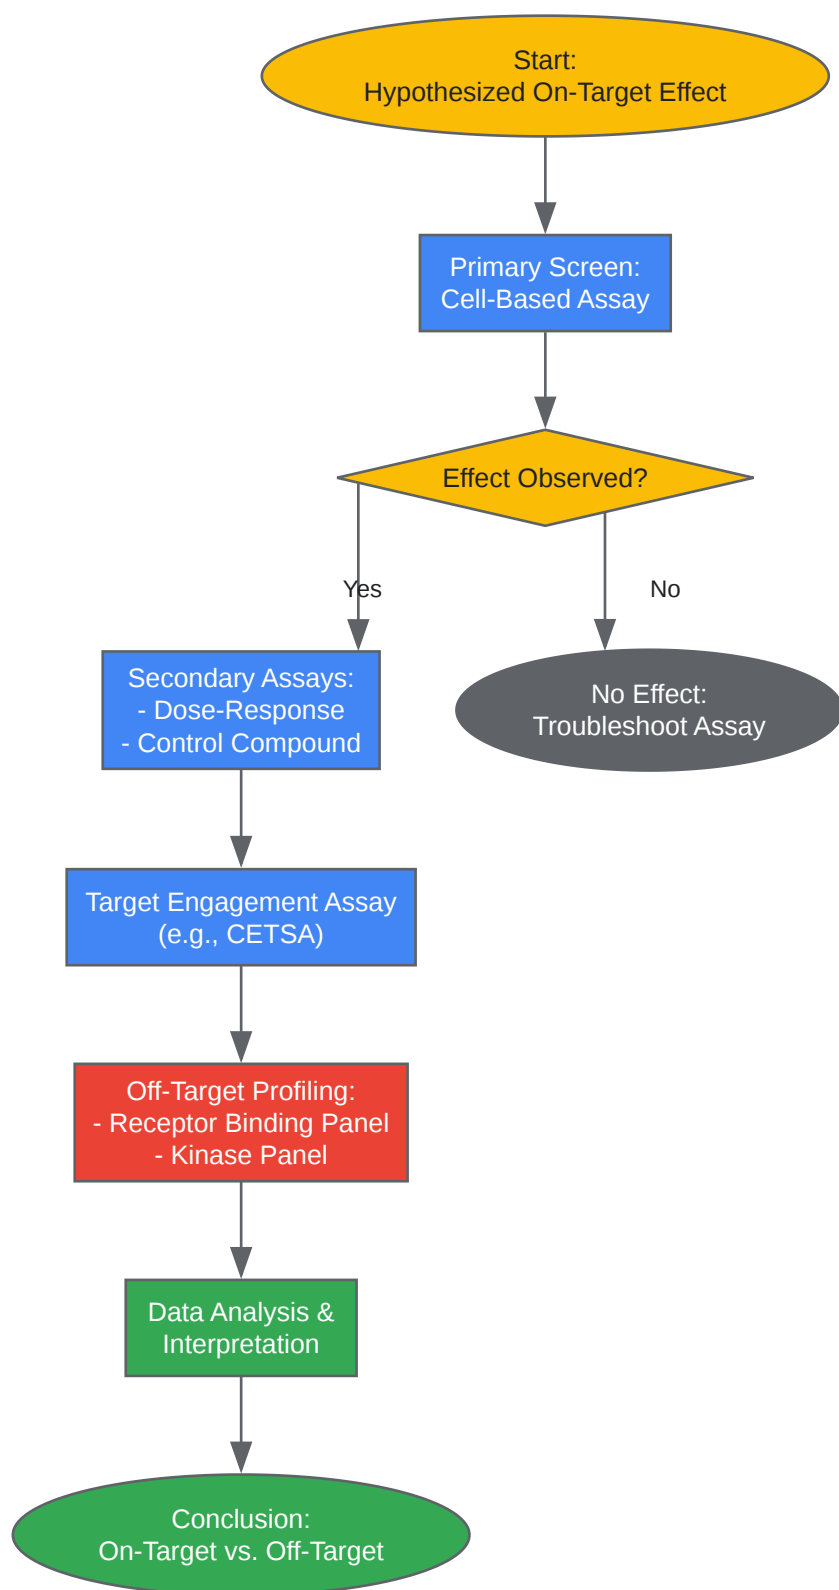 Start:
Hypothesized On-Target Effect
Primary Screen:
Cell-Based Assay
Effect Observed?
Yes
No
Secondary Assays:
- Dose-Response
- Control Compound
No Effect:
Troubleshoot Assay
Target Engagement Assay
(e.g., CETSA)
Off-Target Profiling:
- Receptor Binding Panel
- Kinase Panel
Data Analysis &
Interpretation
Conclusion:
On-Target vs. Off-Target